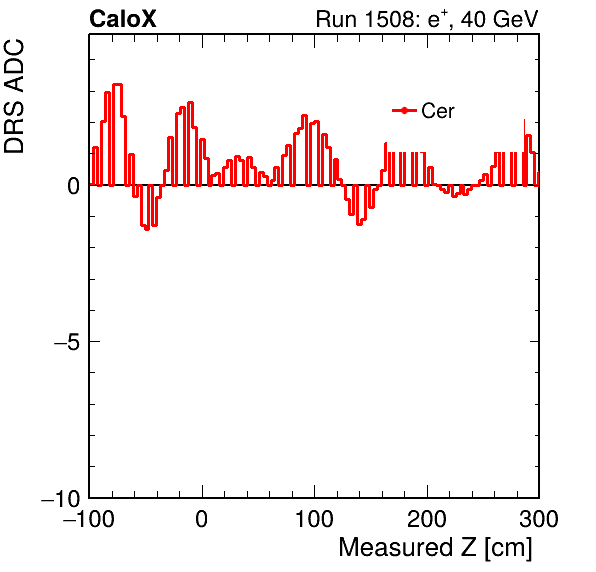 CaloX Run 1508: e⁺, 40 GeV
DRS ADC
Cer
0
−5
−10
−100 0 100 200 300
Measured Z [cm]